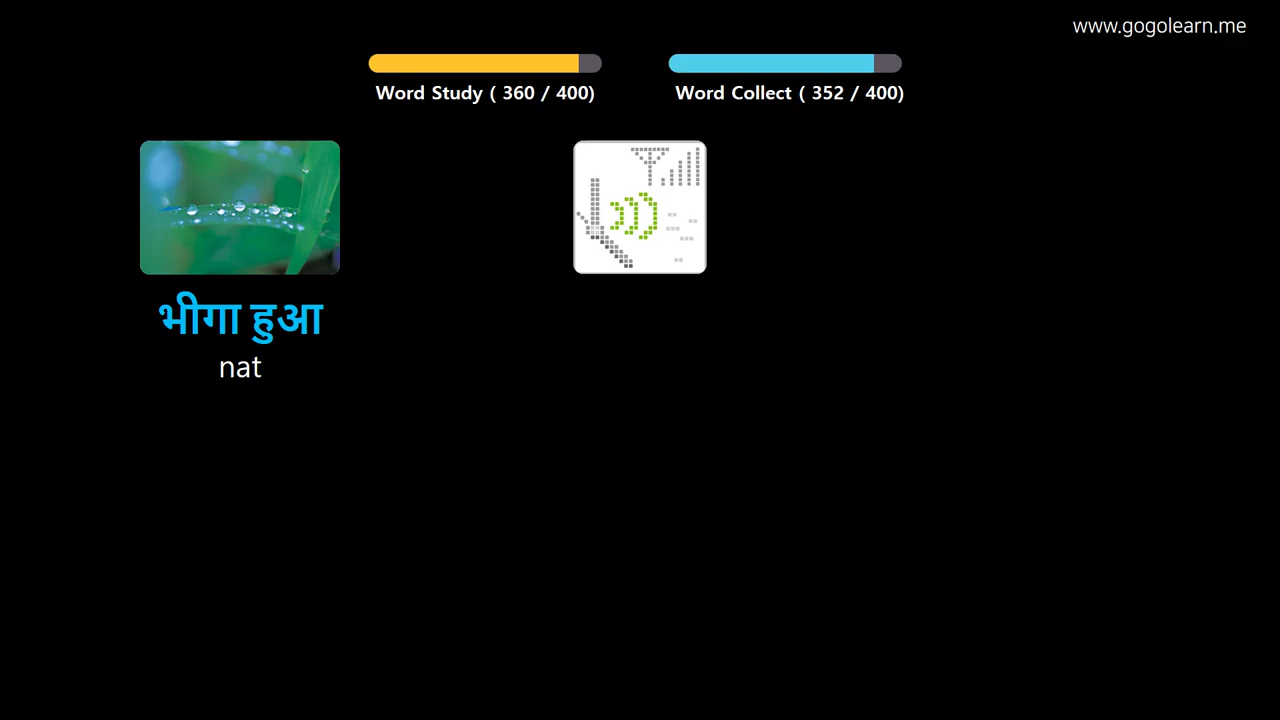 www.gogolearn.me
Word Study ( 360 / 400)
Word Collect ( 352 / 400)
भीगा हुआ
nat